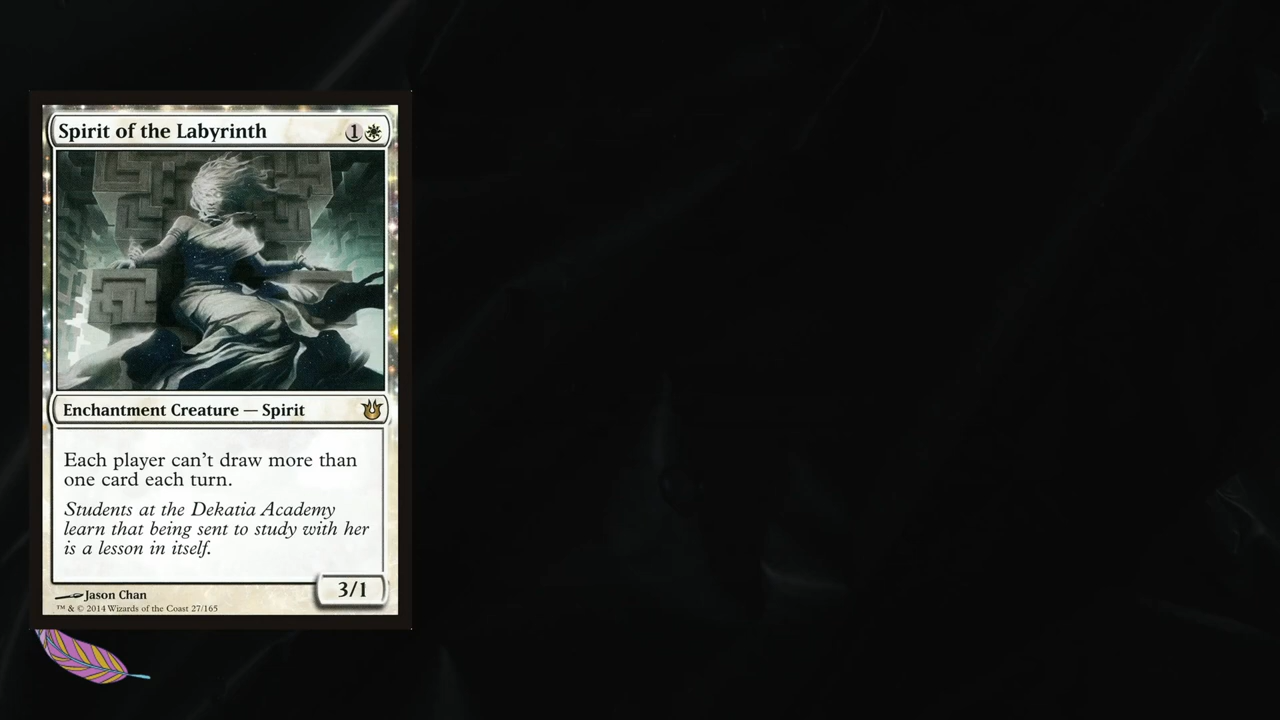 Spirit of the Labyrinth 1
Enchantment Creature — Spirit
Each player can't draw more than
one card each turn.
Students at the Dekatia Academy
learn that being sent to study with her
is a lesson in itself.
3/1
Jason Chan
™ & © 2014 Wizards of the Coast 27/165